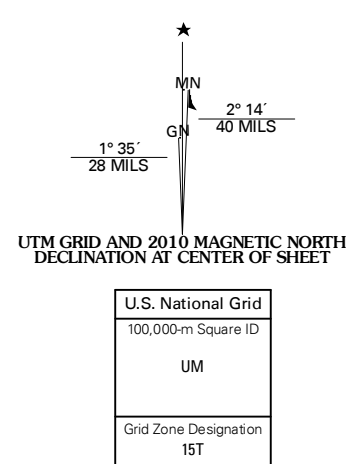 MN
2° 14´
40 MILS
GN
1° 35´
28 MILS
UTM GRID AND 2010 MAGNETIC NORTH
DECLINATION AT CENTER OF SHEET
U.S. National Grid
100,000-m Square ID
UM
Grid Zone Designation
15T